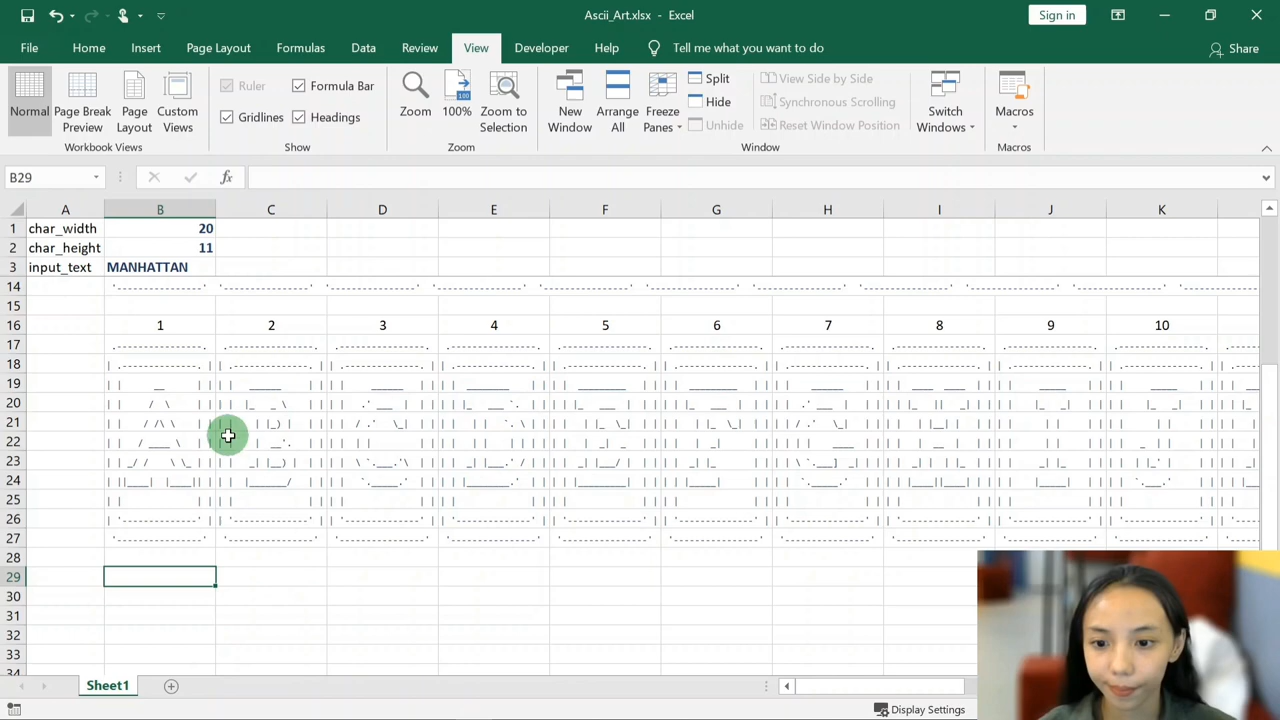 Ascii_Art.xlsx - Excel
Sign in
File Home Insert Page Layout Formulas Data Review View Developer Help Tell me what you want to do Share
Normal
Page Break Preview
Page Layout
Custom Views
Workbook Views
Ruler
Formula Bar
Gridlines
Headings
Show
Zoom
100%
Zoom to Selection
Zoom
New Window
Arrange All
Freeze Panes
Split
Hide
Unhide
View Side by Side
Synchronous Scrolling
Reset Window Position
Window
Switch Windows
Macros
Macros
B29
fx
A B C D E F G H I J K
1 char_width 20
2 char_height 11
3 input_text MANHATTAN
14
15
16 1 2 3 4 5 6 7 8 9 10
17
18
19
20
21
22
23
24
25
26
27
28
29
30
31
32
33
34
Sheet1
Display Settings